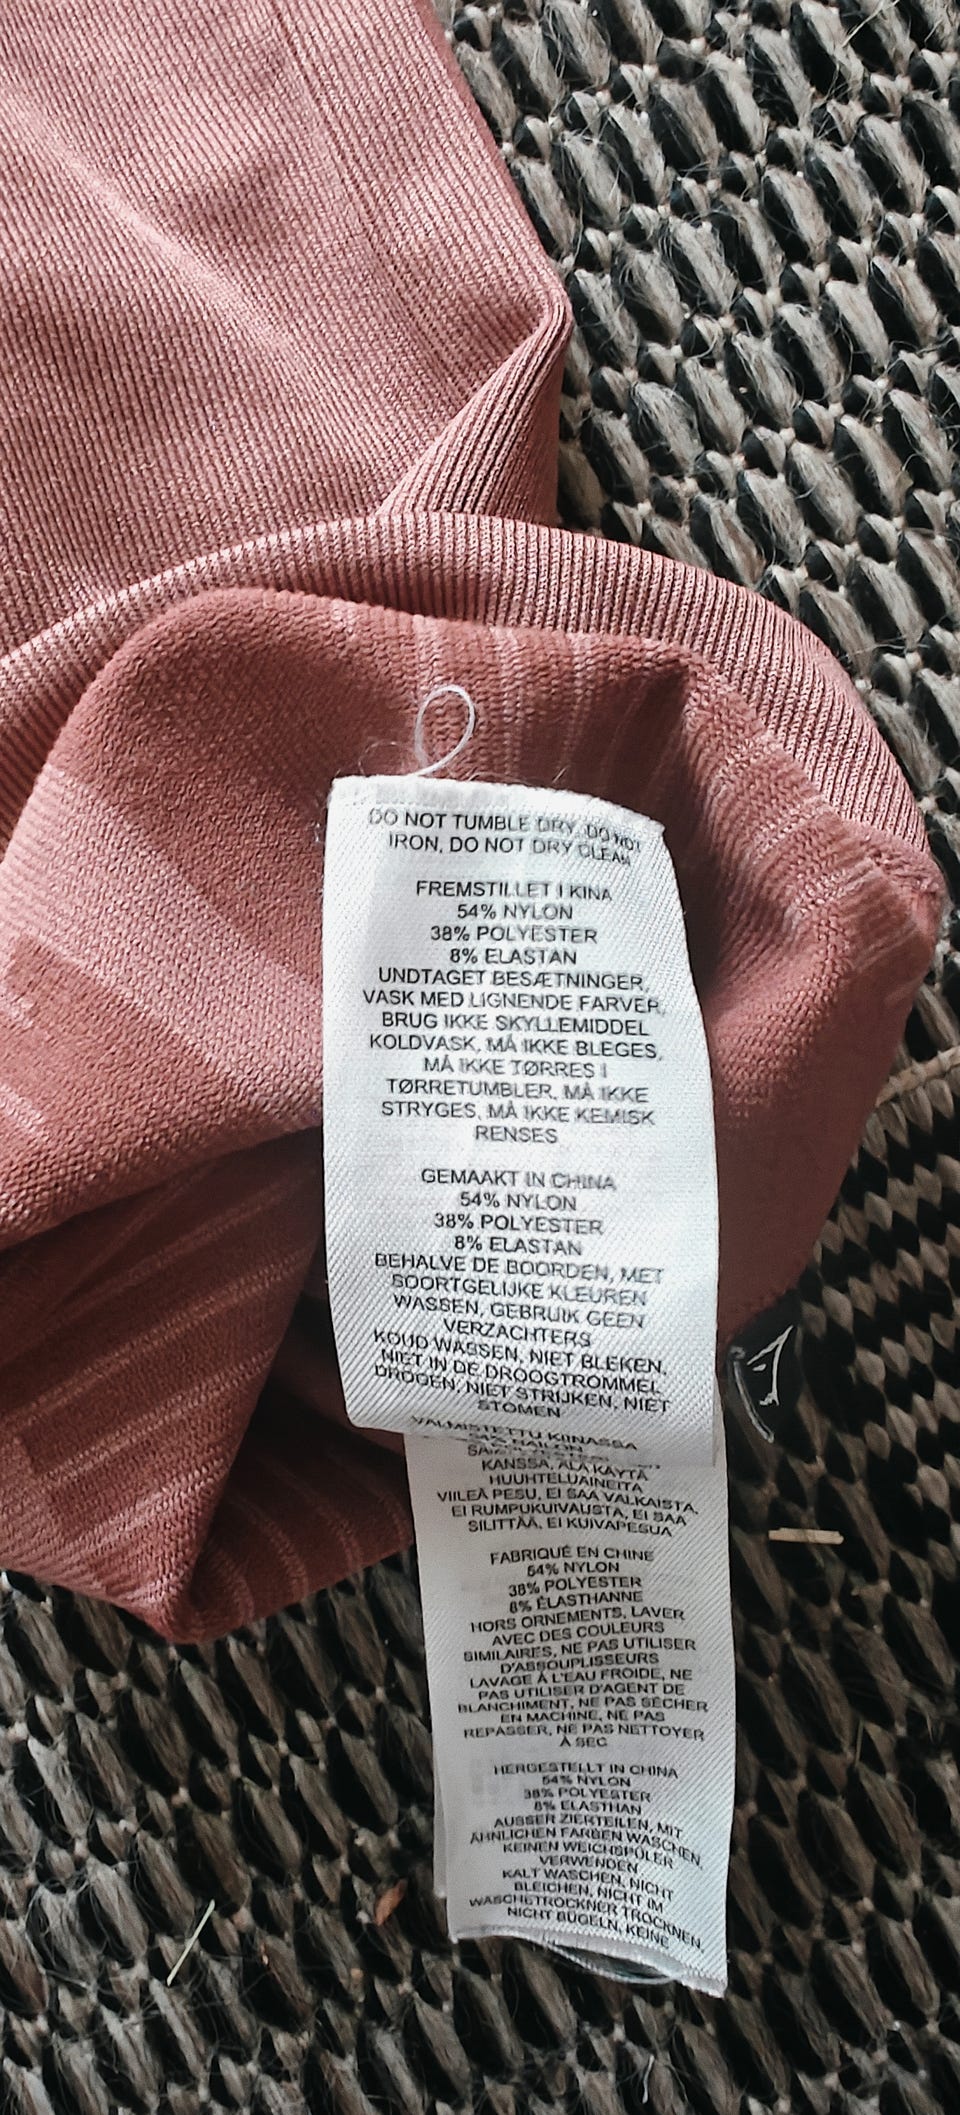 DO NOT TUMBLE DRY, DO NOT
IRON, DO NOT DRY CLEAN
FREMSTILLET I KINA
54% NYLON
38% POLYESTER
8% ELASTAN
UNDTAGET BESÆTNINGER,
VASK MED LIGNENDE FARVER,
BRUG IKKE SKYLLEMIDDEL
KOLDVASK, MÅ IKKE BLEGES,
MÅ IKKE TØRRES I
TØRRETUMBLER, MÅ IKKE
STRYGES, MÅ IKKE KEMISK
RENSES
GEMAAKT IN CHINA
54% NYLON
38% POLYESTER
8% ELASTAN
BEHALVE DE BOORDEN, MET
SOORTGELIJKE KLEUREN
WASSEN, GEBRUIK GEEN
VERZACHTERS
KOUD WASSEN, NIET BLEKEN,
NIET IN DE DROOGTROMMEL
DROGEN, NIET STRIJKEN, NIET
STOMEN
VALMISTETTU KIINASSA
54% NAILON
KANSSA, ÄLÄ KÄYTÄ
HUUHTELUAINEITA
VIILEÄ PESU, EI SAA VALKAISTA,
EI RUMPUKUIVAUSTA, EI SAA
SILITTÄÄ, EI KUIVAPESUA
FABRIQUÉ EN CHINE
54% NYLON
38% POLYESTER
8% ÉLASTHANNE
HORS ORNEMENTS, LAVER
AVEC DES COULEURS
SIMILAIRES, NE PAS UTILISER
D'ASSOUPLISSEURS
LAVAGE À L'EAU FROIDE, NE
PAS UTILISER D'AGENT DE
BLANCHIMENT, NE PAS SÉCHER
EN MACHINE, NE PAS
REPASSER, NE PAS NETTOYER
À SEC
HERGESTELLT IN CHINA
54% NYLON
38% POLYESTER
8% ELASTHAN
AUSSER ZIERTEILEN, MIT
ÄHNLICHEN FARBEN WASCHEN,
KEINEN WEICHSPÜLER
VERWENDEN
KALT WASCHEN, NICHT
BLEICHEN, NICHT IM
WÄSCHETROCKNER TROCKNEN,
NICHT BÜGELN, KEINE